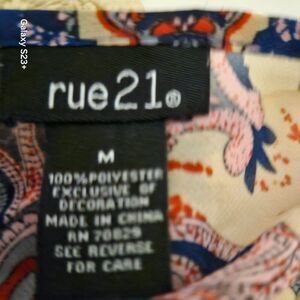 Galaxy S23+
rue21®
M
100% POLYESTER
EXCLUSIVE OF
DECORATION
MADE IN CHINA
RN 70829
SEE REVERSE
FOR CARE